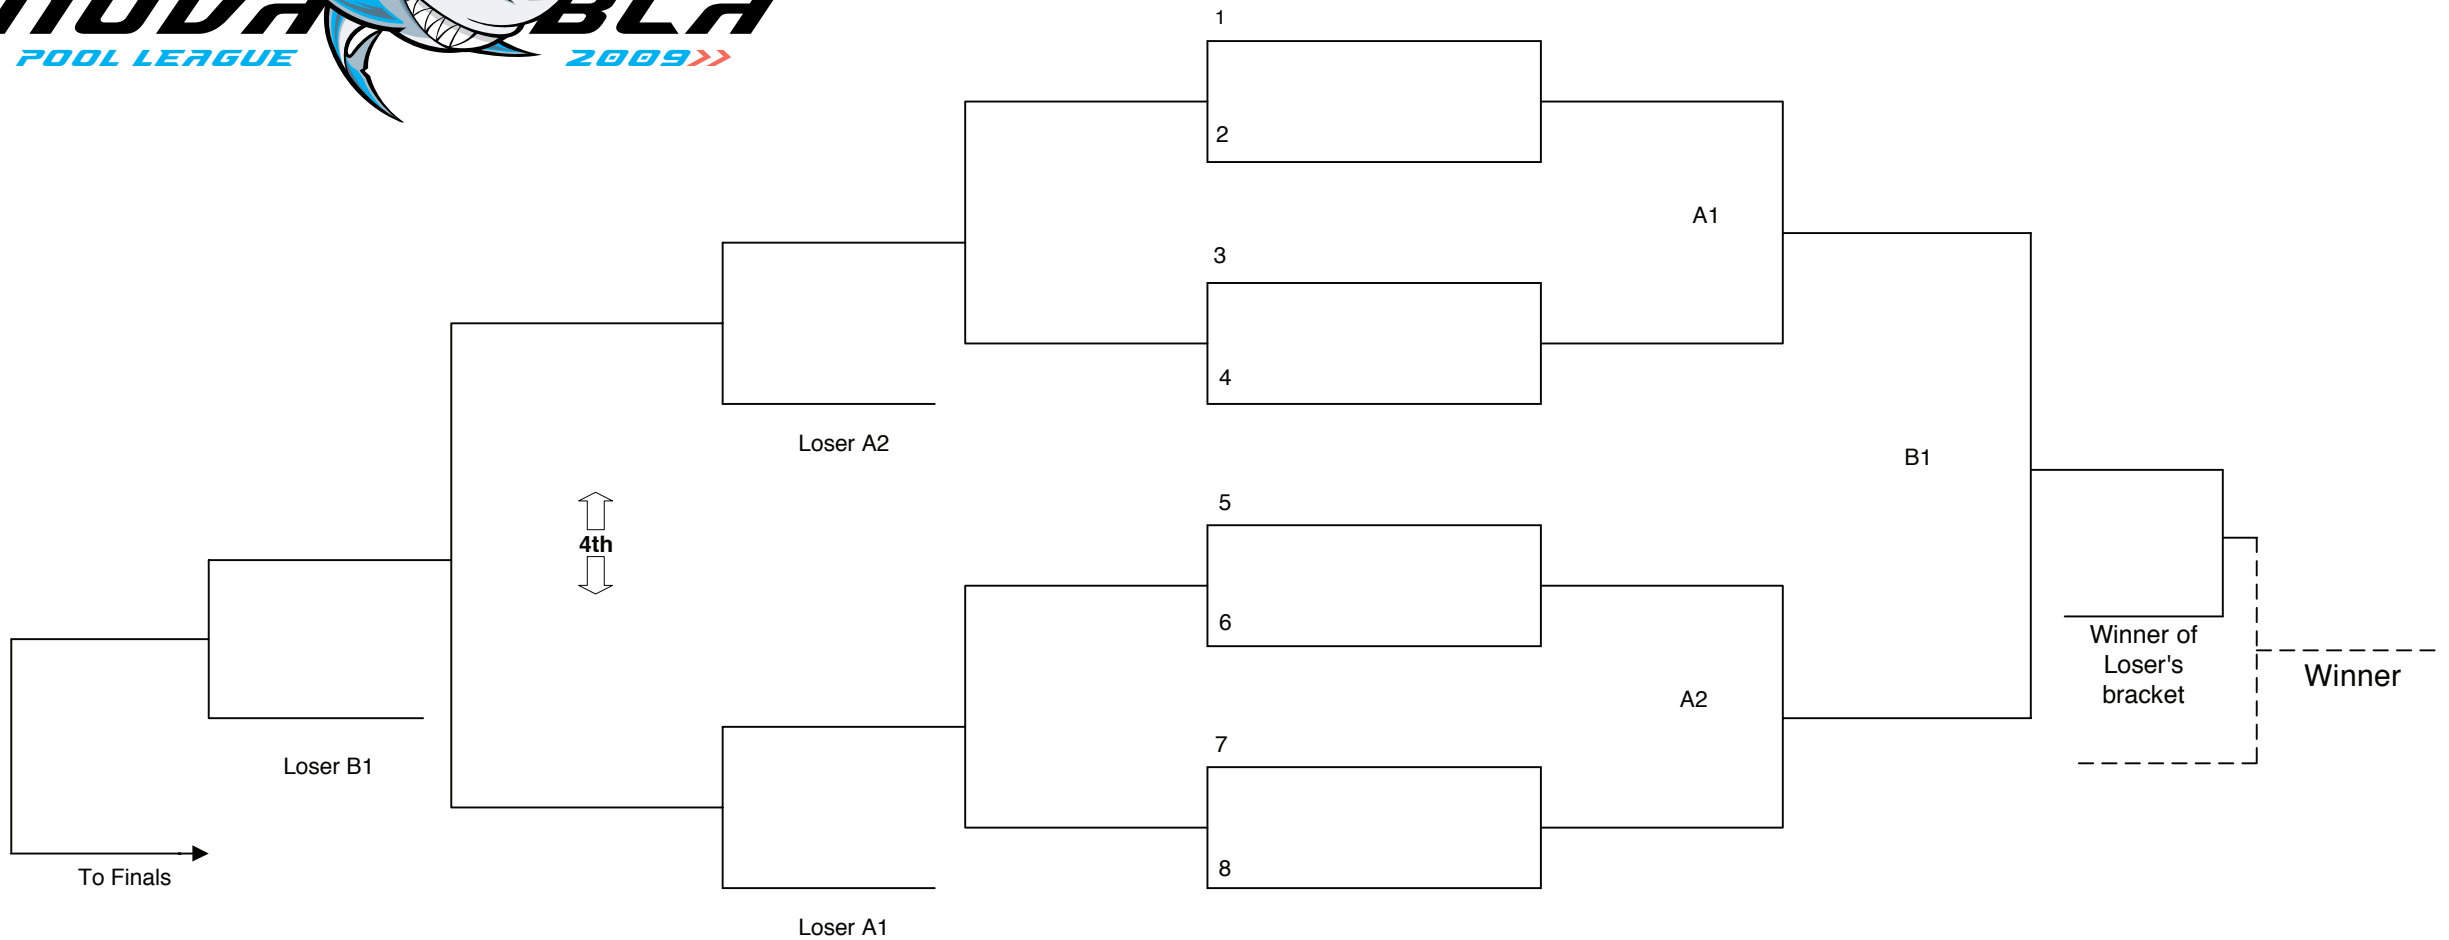 POOL LEAGUE
2009>>
1
2
A1
3
4
Loser A2
B1
5
4th
6
Winner of
Loser's
bracket
Winner
A2
7
Loser B1
8
To Finals
Loser A1